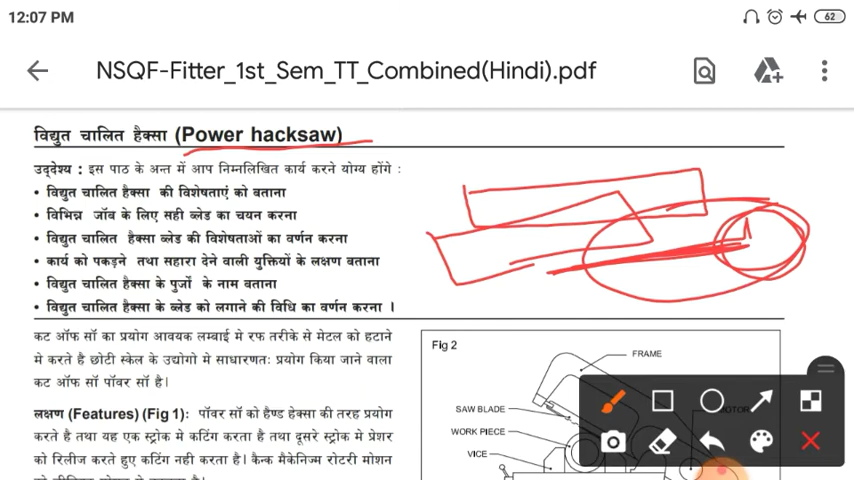 12:07 PM
62
NSQF-Fitter_1st_Sem_TT_Combined(Hindi).pdf
विद्युत चालित हैक्सा (Power hacksaw)
उद्देश्य : इस पाठ के अन्त में आप निम्नलिखित कार्य करने योग्य होंगे :
• विद्युत चालित हैक्सा की विशेषताएं को बताना
• विभिन्न जॉब के लिए सही ब्लेड का चयन करना
• विद्युत चालित हैक्सा ब्लेड की विशेषताओं का वर्णन करना
• कार्य को पकड़ने तथा सहारा देने वाली युक्तियों के लक्षण बताना
• विद्युत चालित हैक्सा के पुर्जो के नाम बताना
• विद्युत चालित हैक्सा के ब्लेड को लगाने की विधि का वर्णन करना ।
कट ऑफ सॉ का प्रयोग आवयक लम्बाई मे रफ तरीके से मेटल को हटाने
मे करते है छोटी स्केल के उद्योगो मे साधारणतः प्रयोग किया जाने वाला
कट ऑफ सॉ पॉवर सॉ है।
लक्षण (Features) (Fig 1): पॉवर सॉ को हैण्ड हेक्सा की तरह प्रयोग
करते है तथा यह एक स्ट्रोक मे कटिंग करता है तथा दूसरे स्ट्रोक मे प्रेशर
को रिलीज करते हुए कटिंग नही करता है। कैन्क मैकेनिज्म रोटरी मोशन
Fig 2
FRAME
SAW BLADE
WORK PIECE
VICE